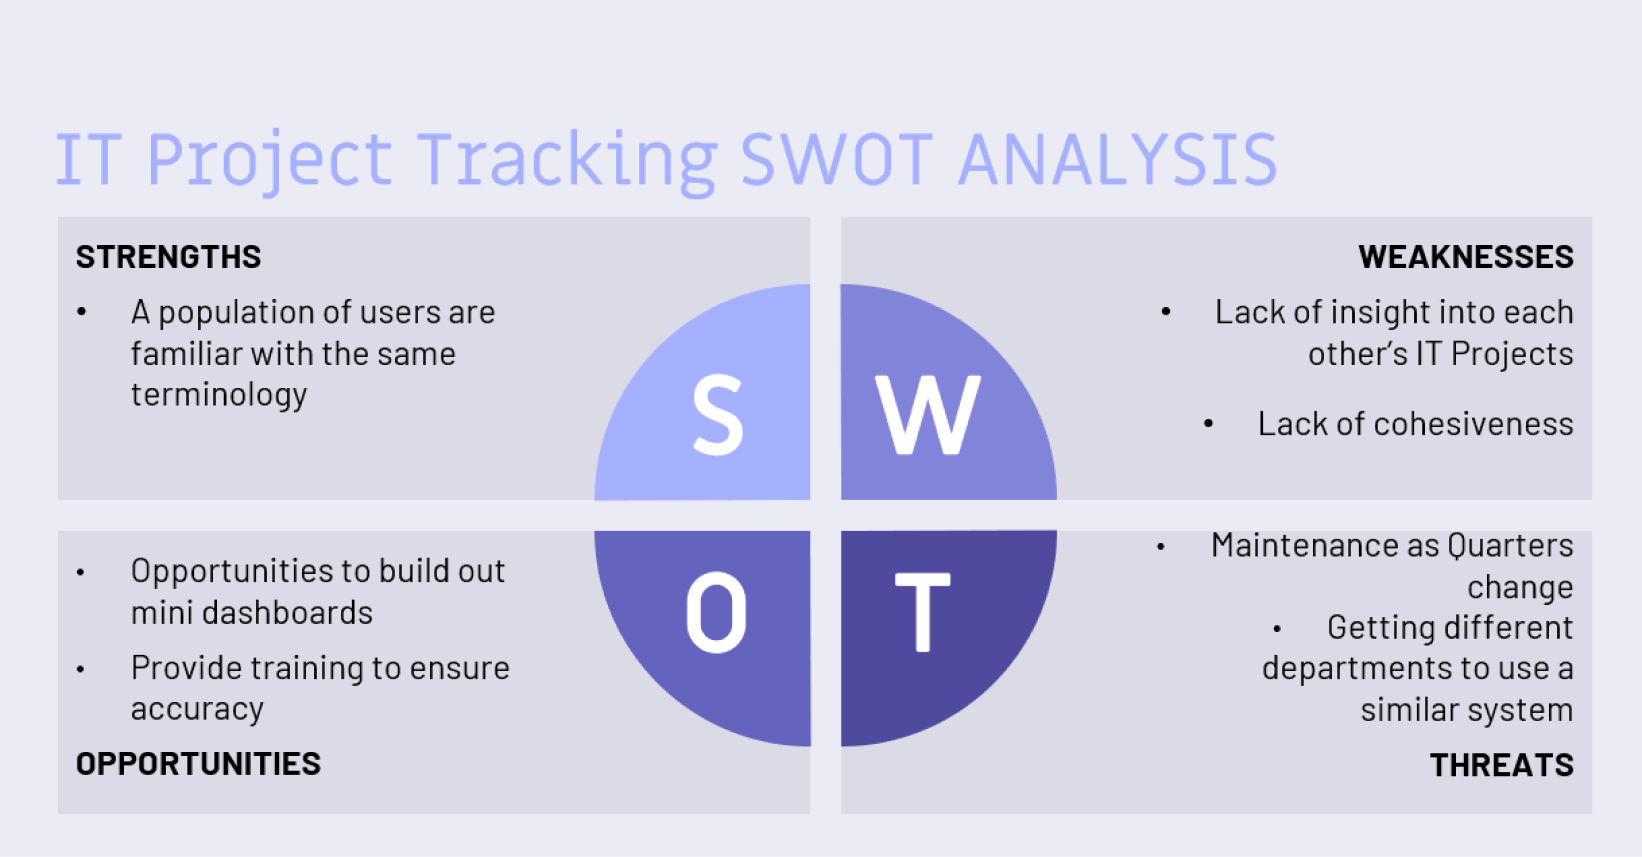 IT Project Tracking SWOT ANALYSIS
STRENGTHS
• A population of users are
familiar with the same
terminology
WEAKNESSES
• Lack of insight into each
other’s IT Projects
• Lack of cohesiveness
S
W
O
T
• Opportunities to build out
mini dashboards
• Provide training to ensure
accuracy
OPPORTUNITIES
• Maintenance as Quarters
change
• Getting different
departments to use a
similar system
THREATS